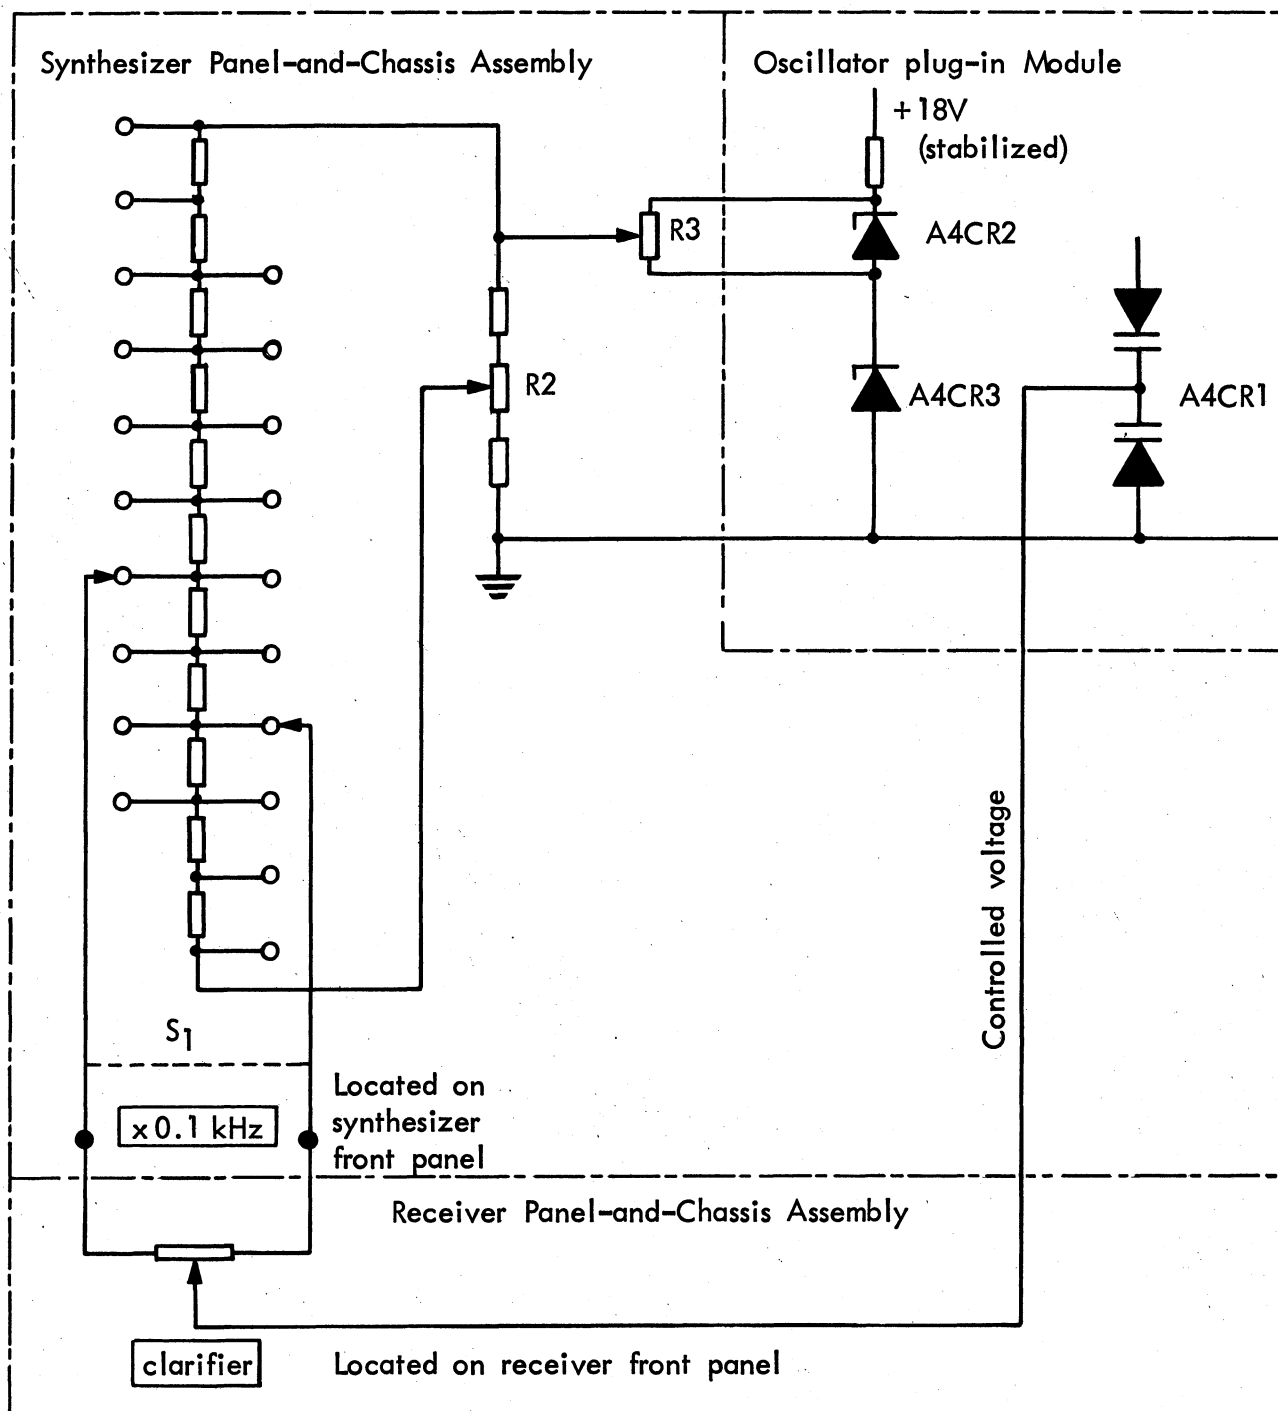 Synthesizer Panel-and-Chassis Assembly
Oscillator plug-in Module
+18V
(stabilized)
R3
A4CR2
R2
A4CR3
A4CR1
Controlled voltage
S1
Located on
synthesizer
front panel
x0.1 kHz
Receiver Panel-and-Chassis Assembly
clarifier
Located on receiver front panel